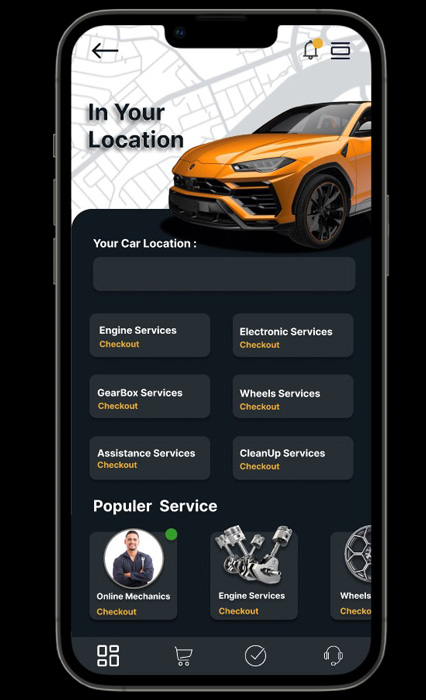 In Your
Location
Your Car Location :
Engine Services
Checkout
Electronic Services
Checkout
GearBox Services
Checkout
Wheels Services
Checkout
Assistance Services
Checkout
CleanUp Services
Checkout
Populer Service
Online Mechanics
Checkout
Engine Services
Checkout
Wheels
Checko